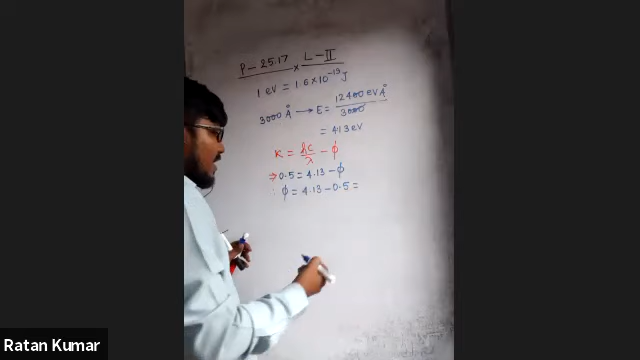 P-25.17 × L-II
1 eV = 1.6×10⁻¹⁹J
3000 Å → E = 12400 eV Å / 3000
= 4.13 eV
K = hc/λ - ϕ
⇒ 0.5 = 4.13 - ϕ
∴ ϕ = 4.13 - 0.5 =
Ratan Kumar